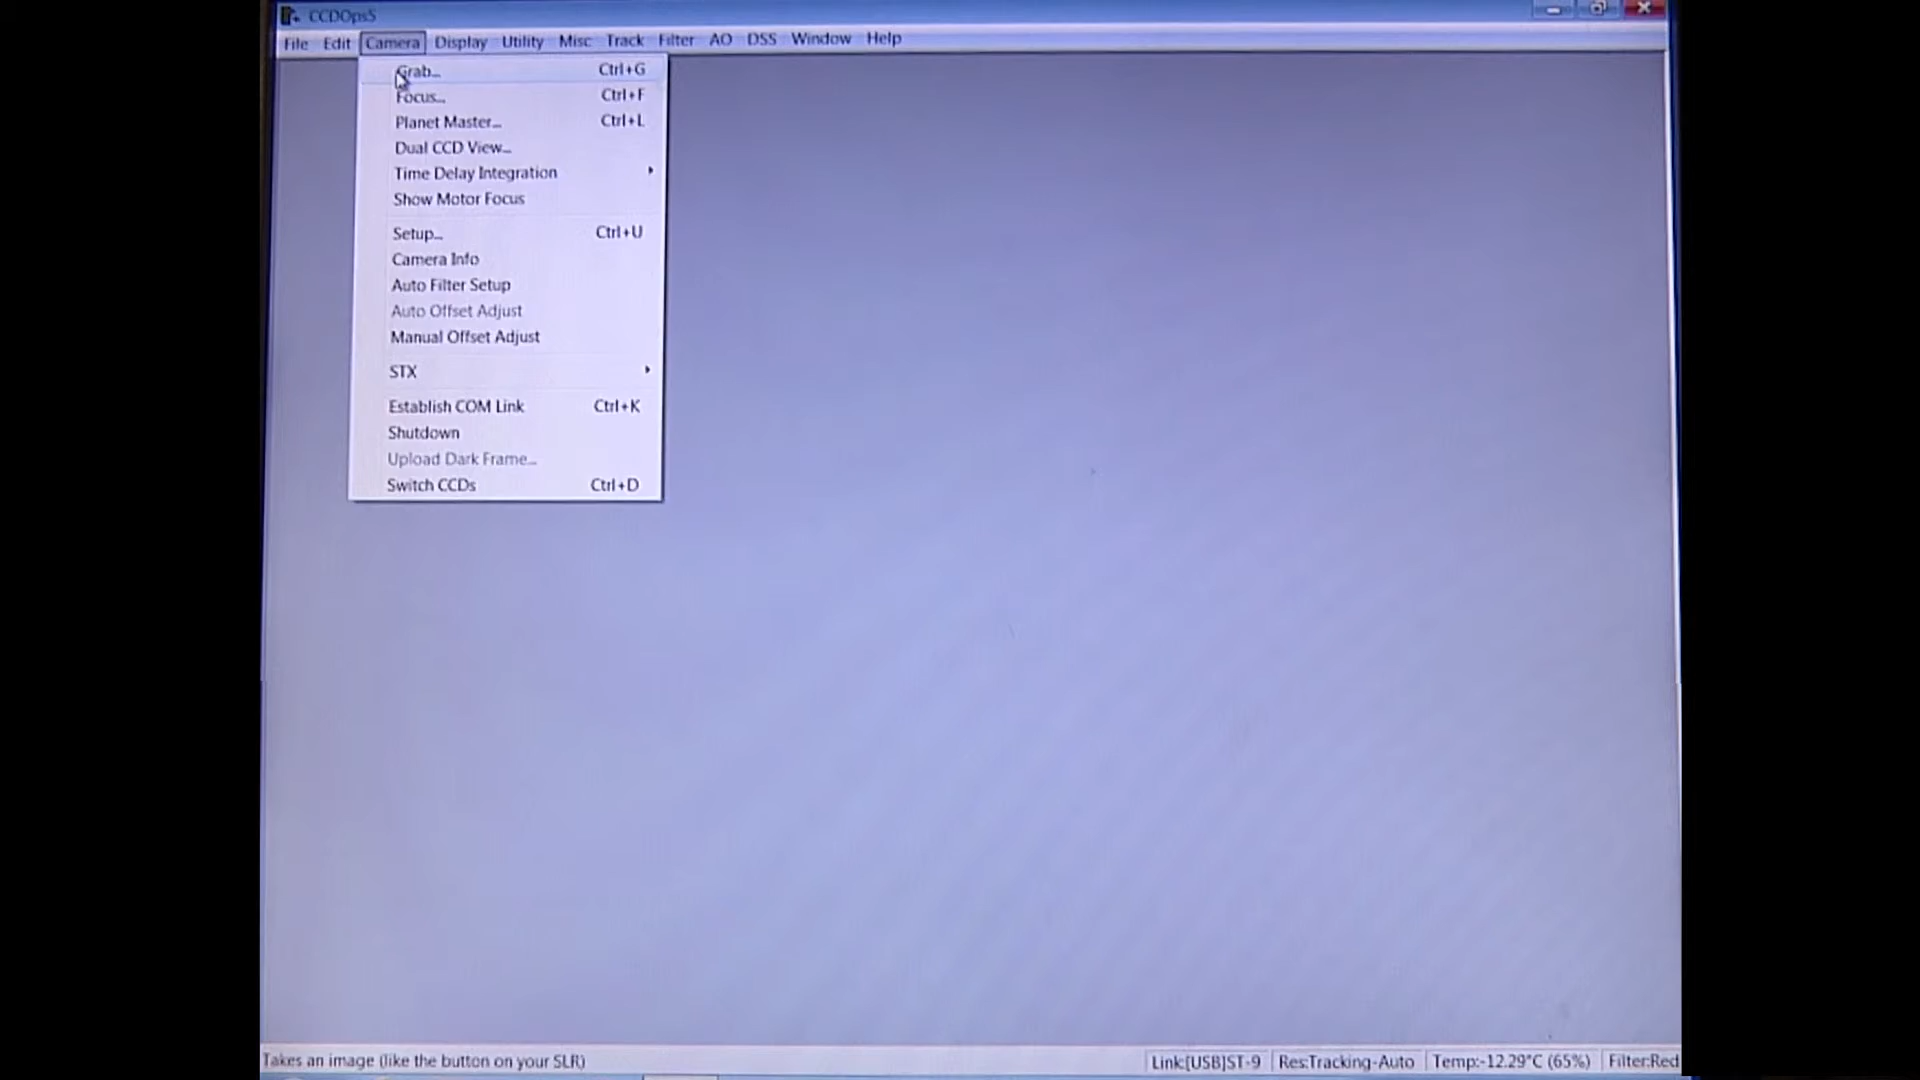 CCDOps5
File Edit Camera Display Utility Misc Track Filter AO DSS Window Help
Grab... Ctrl+G
Focus... Ctrl+F
Planet Master... Ctrl+L
Dual CCD View...
Time Delay Integration
Show Motor Focus
Setup... Ctrl+U
Camera Info
Auto Filter Setup
Auto Offset Adjust
Manual Offset Adjust
STX
Establish COM Link Ctrl+K
Shutdown
Upload Dark Frame...
Switch CCDs Ctrl+D
Takes an image (like the button on your SLR) Link:[USB]ST-9 Res:Tracking-Auto Temp:-12.29°C (65%) Filter:Red